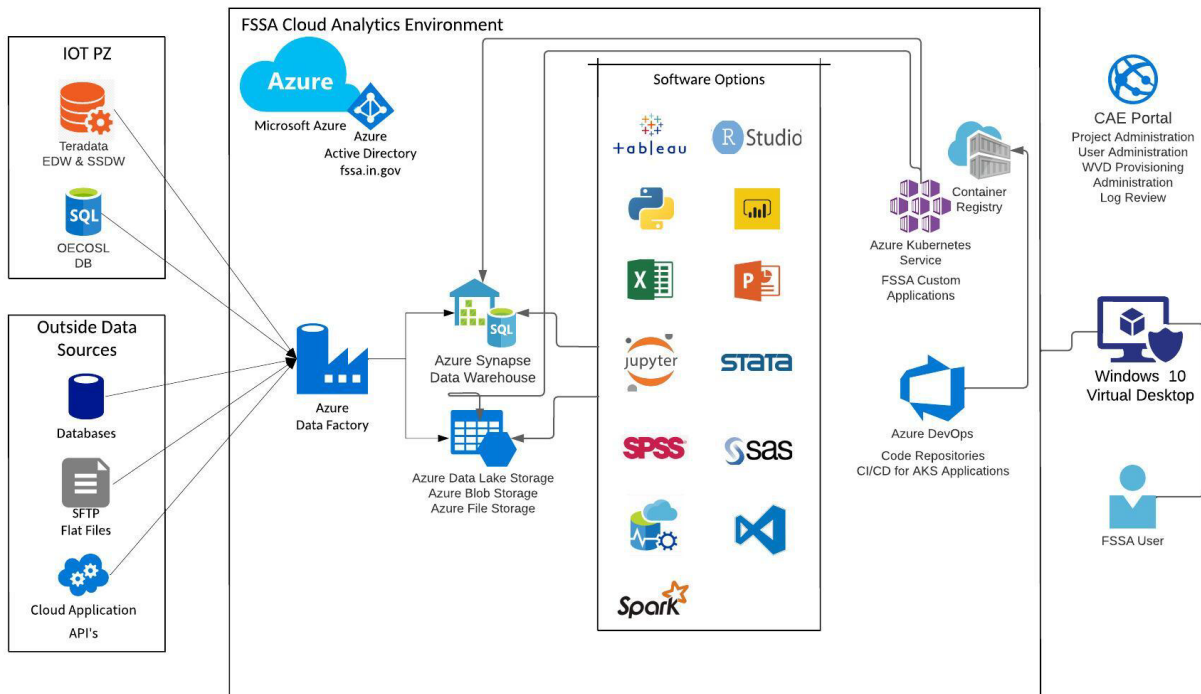 FSSA Cloud Analytics Environment
IOT PZ
Teradata
EDW & SSDW
SQL
OECOSL
DB
Outside Data
Sources
Databases
SFTP
Flat Files
Cloud Application
API's
Azure
Microsoft Azure
Azure
Active Directory
fssa.in.gov
Azure
Data Factory
SQL
Azure Synapse
Data Warehouse
Azure Data Lake Storage
Azure Blob Storage
Azure File Storage
Software Options
+ableau
R Studio
X
P
jupyter
STATA
SPSS
sas
Spark
Container
Registry
Azure Kubernetes
Service
FSSA Custom
Applications
Azure DevOps
Code Repositories
CI/CD for AKS Applications
CAE Portal
Project Administration
User Administration
WVD Provisioning
Administration
Log Review
Windows 10
Virtual Desktop
FSSA User